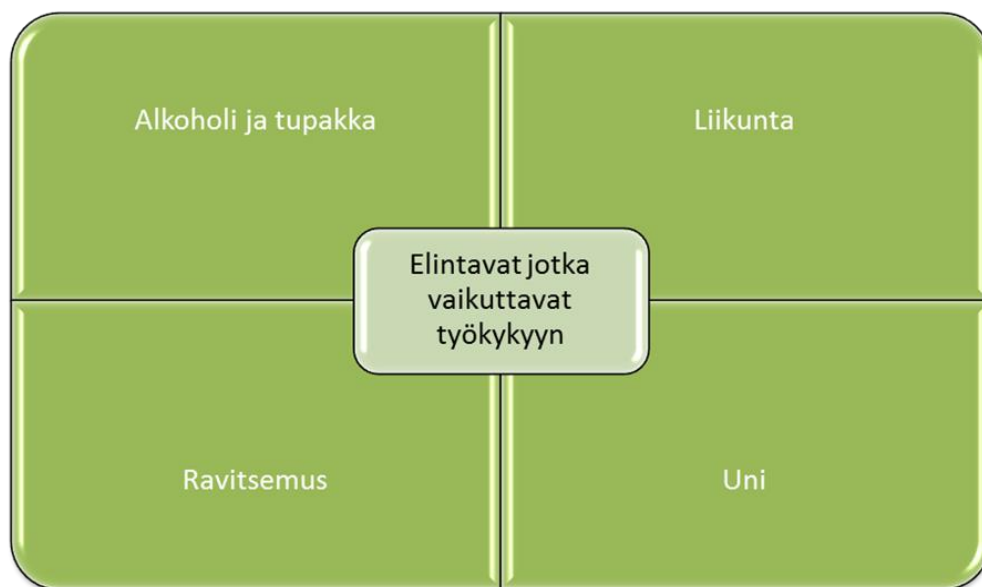 Alkoholi ja tupakka
Liikunta
Elintavat jotka
vaikuttavat
työkykyyn
Ravitsemus
Uni